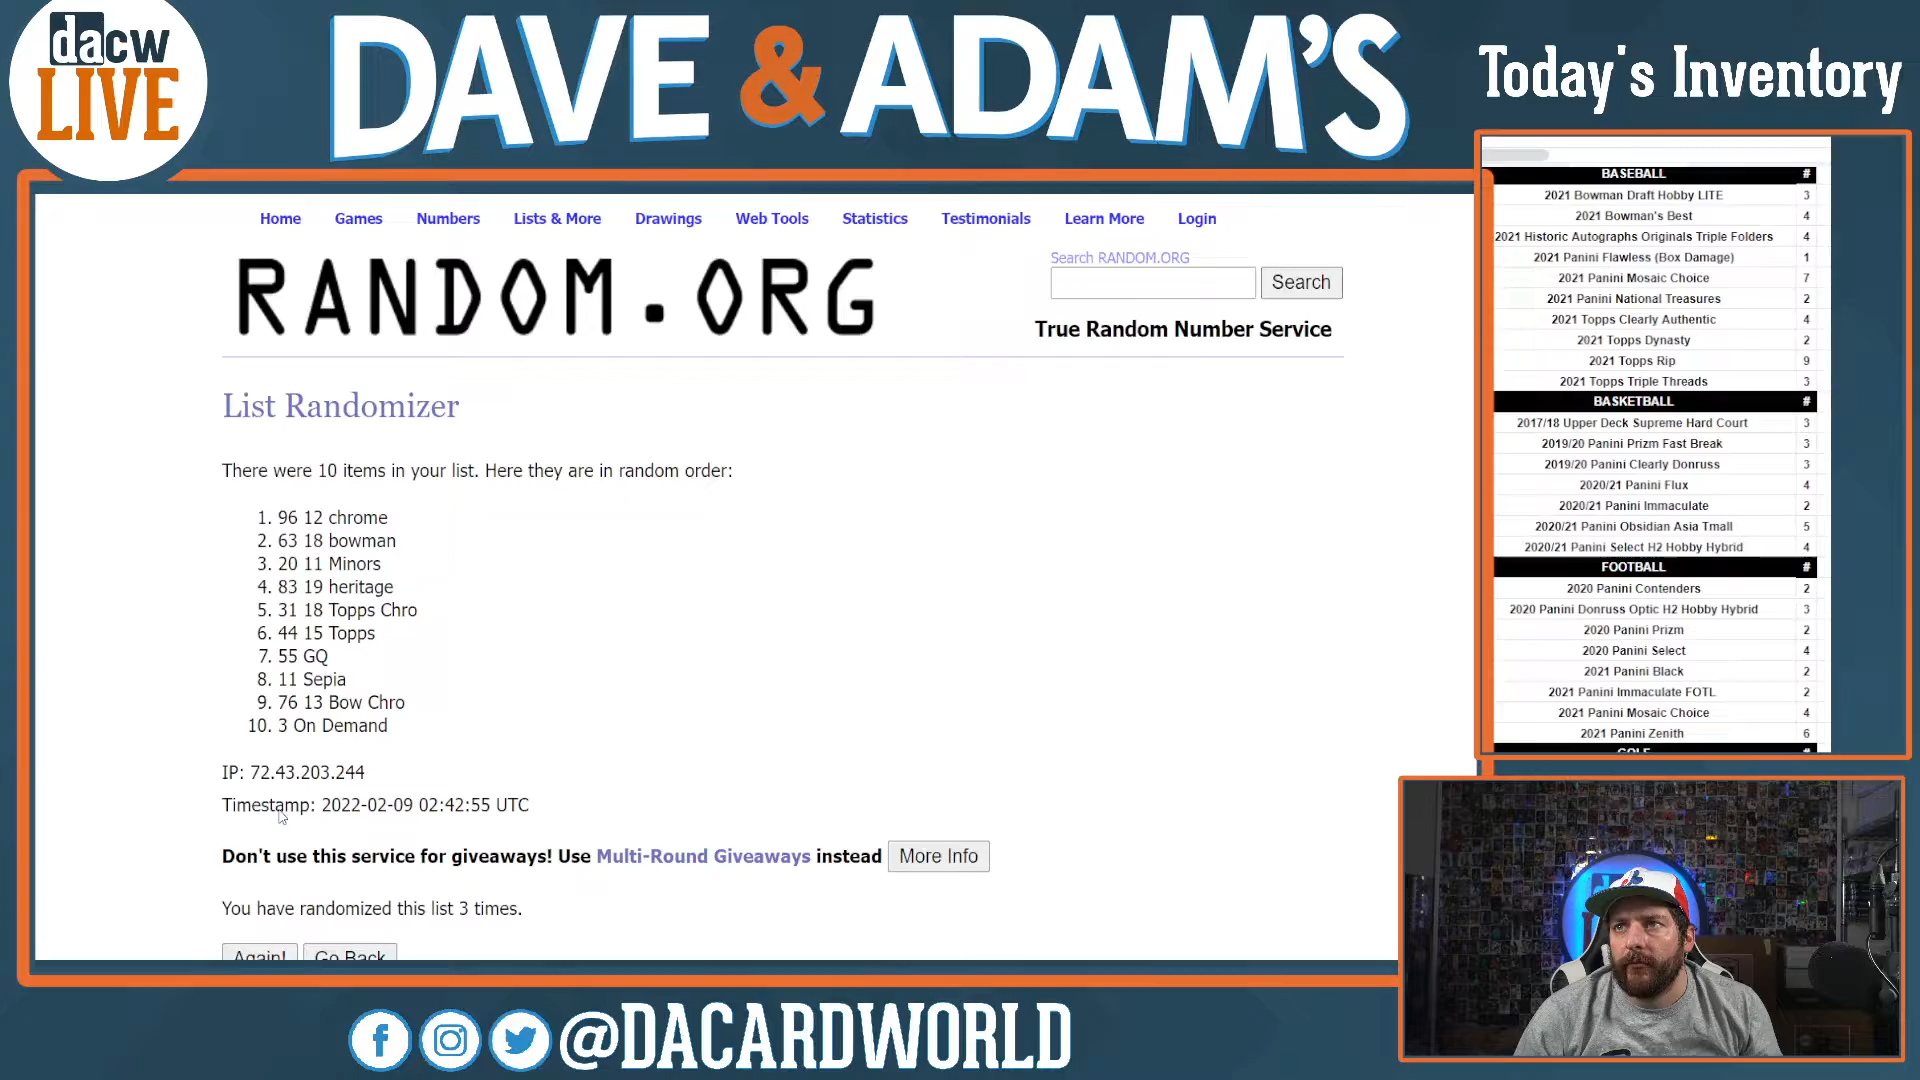 dacw
LIVE
DAVE & ADAM'S
Today's Inventory
Home Games Numbers Lists & More Drawings Web Tools Statistics Testimonials Learn More Login
RANDOM.ORG
Search RANDOM.ORG
Search
True Random Number Service
List Randomizer
There were 10 items in your list. Here they are in random order:
1. 96 12 chrome
2. 63 18 bowman
3. 20 11 Minors
4. 83 19 heritage
5. 31 18 Topps Chro
6. 44 15 Topps
7. 55 GQ
8. 11 Sepia
9. 76 13 Bow Chro
10. 3 On Demand
IP: 72.43.203.244
Timestamp: 2022-02-09 02:42:55 UTC
Don't use this service for giveaways! Use Multi-Round Giveaways instead More Info
You have randomized this list 3 times.
Again! Go Back
BASEBALL #
2021 Bowman Draft Hobby LITE 3
2021 Bowman's Best 4
2021 Historic Autographs Originals Triple Folders 4
2021 Panini Flawless (Box Damage) 1
2021 Panini Mosaic Choice 7
2021 Panini National Treasures 2
2021 Topps Clearly Authentic 4
2021 Topps Dynasty 2
2021 Topps Rip 9
2021 Topps Triple Threads 3
BASKETBALL #
2017/18 Upper Deck Supreme Hard Court 3
2019/20 Panini Prizm Fast Break 3
2019/20 Panini Clearly Donruss 3
2020/21 Panini Flux 4
2020/21 Panini Immaculate 2
2020/21 Panini Obsidian Asia Tmall 5
2020/21 Panini Select H2 Hobby Hybrid 4
FOOTBALL #
2020 Panini Contenders 2
2020 Panini Donruss Optic H2 Hobby Hybrid 3
2020 Panini Prizm 2
2020 Panini Select 4
2021 Panini Black 2
2021 Panini Immaculate FOTL 2
2021 Panini Mosaic Choice 4
2021 Panini Zenith 6
GOLF #
@DACARDWORLD